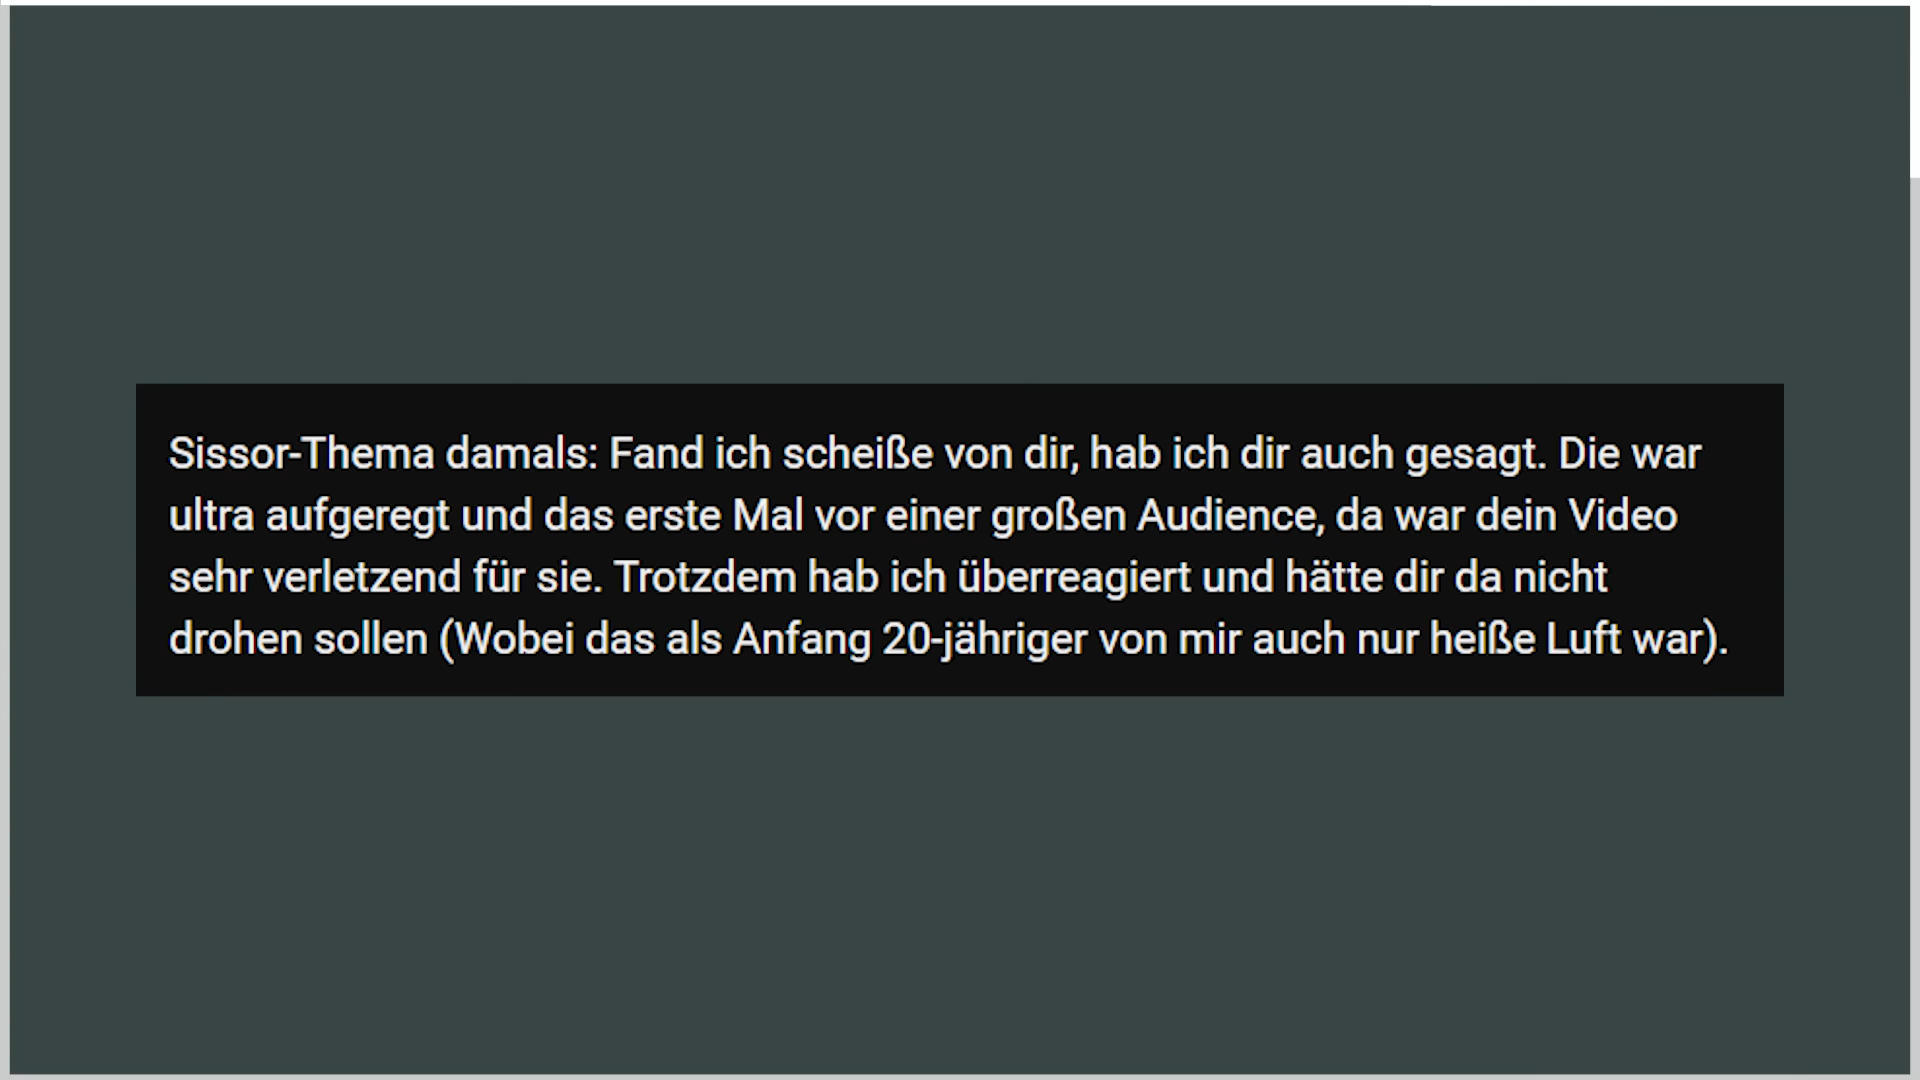 Sissor-Thema damals: Fand ich scheiße von dir, hab ich dir auch gesagt. Die war
ultra aufgeregt und das erste Mal vor einer großen Audience, da war dein Video
sehr verletzend für sie. Trotzdem hab ich überreagiert und hätte dir da nicht
drohen sollen (Wobei das als Anfang 20-jähriger von mir auch nur heiße Luft war).